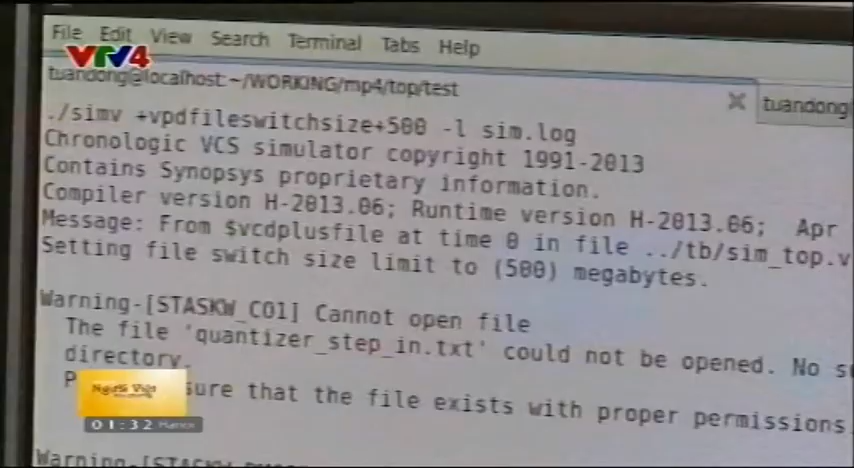 File Edit View Search Terminal Tabs Help
VTV4
tuandong@localhost:~/WORKING/mp4/top/test
tuandong@
./simv +vpdfileswitchsize+500 -l sim.log
Chronologic VCS simulator copyright 1991-2013
Contains Synopsys proprietary information.
Compiler version H-2013.06; Runtime version H-2013.06; Apr
Message: From $vcdplusfile at time 0 in file ../tb/sim_top.v
Setting file switch size limit to (500) megabytes.
Warning-[STASKW_CO1] Cannot open file
The file 'quantizer_step_in.txt' could not be opened. No su
directory.
sure that the file exists with proper permissions.
Người Việt
01:32 Hanoi